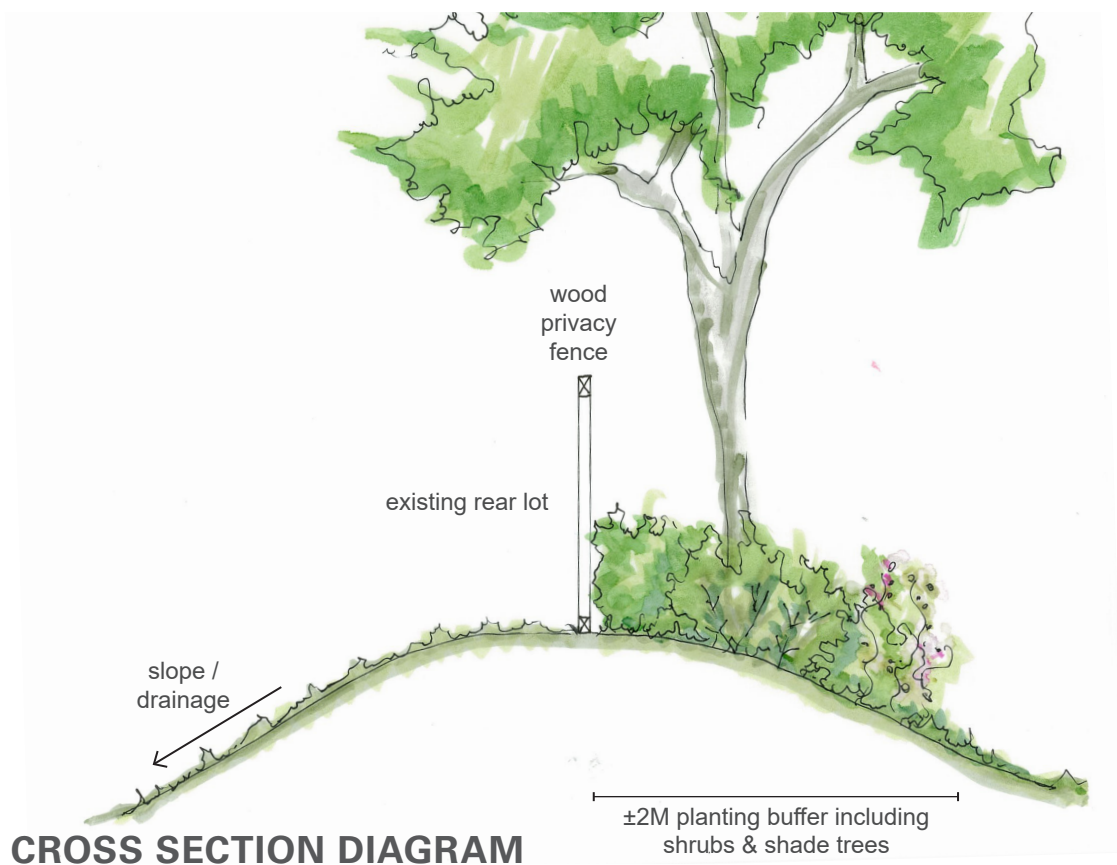 wood
privacy
fence
existing rear lot
slope /
drainage
±2M planting buffer including
shrubs & shade trees
CROSS SECTION DIAGRAM